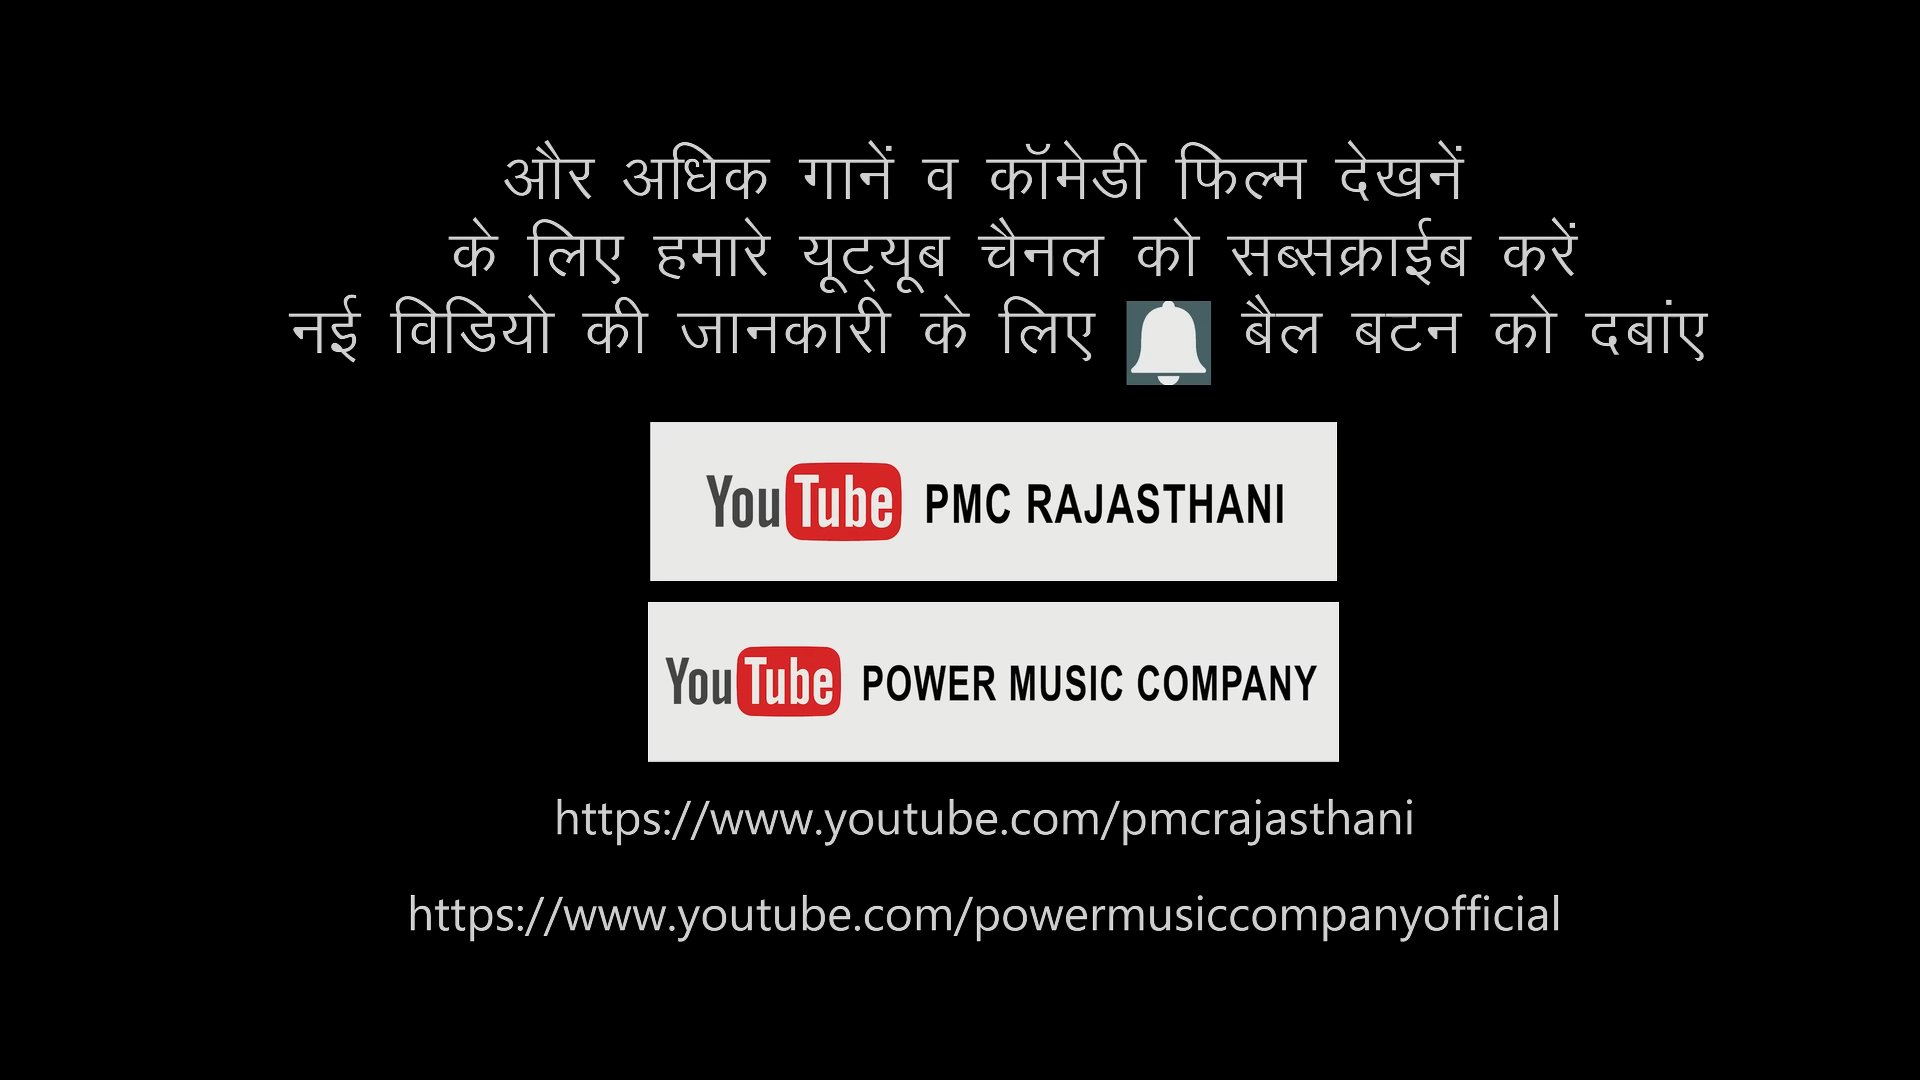 और अधिक गानें व कॉमेडी फिल्म देखनें
के लिए हमारे यूट्यूब चैनल को सब्सक्राईब करें
नई विडियो की जानकारी के लिए बैल बटन को दबांए
YouTube PMC RAJASTHANI
YouTube POWER MUSIC COMPANY
https://www.youtube.com/pmcrajasthani
https://www.youtube.com/powermusiccompanyofficial